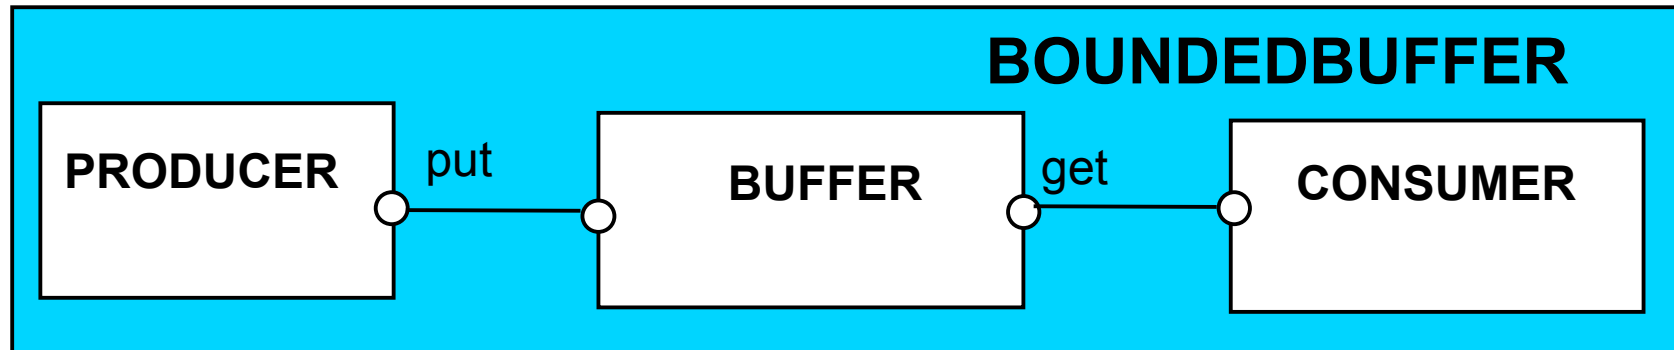 BOUNDEDBUFFER
PRODUCER
put
BUFFER
get
CONSUMER